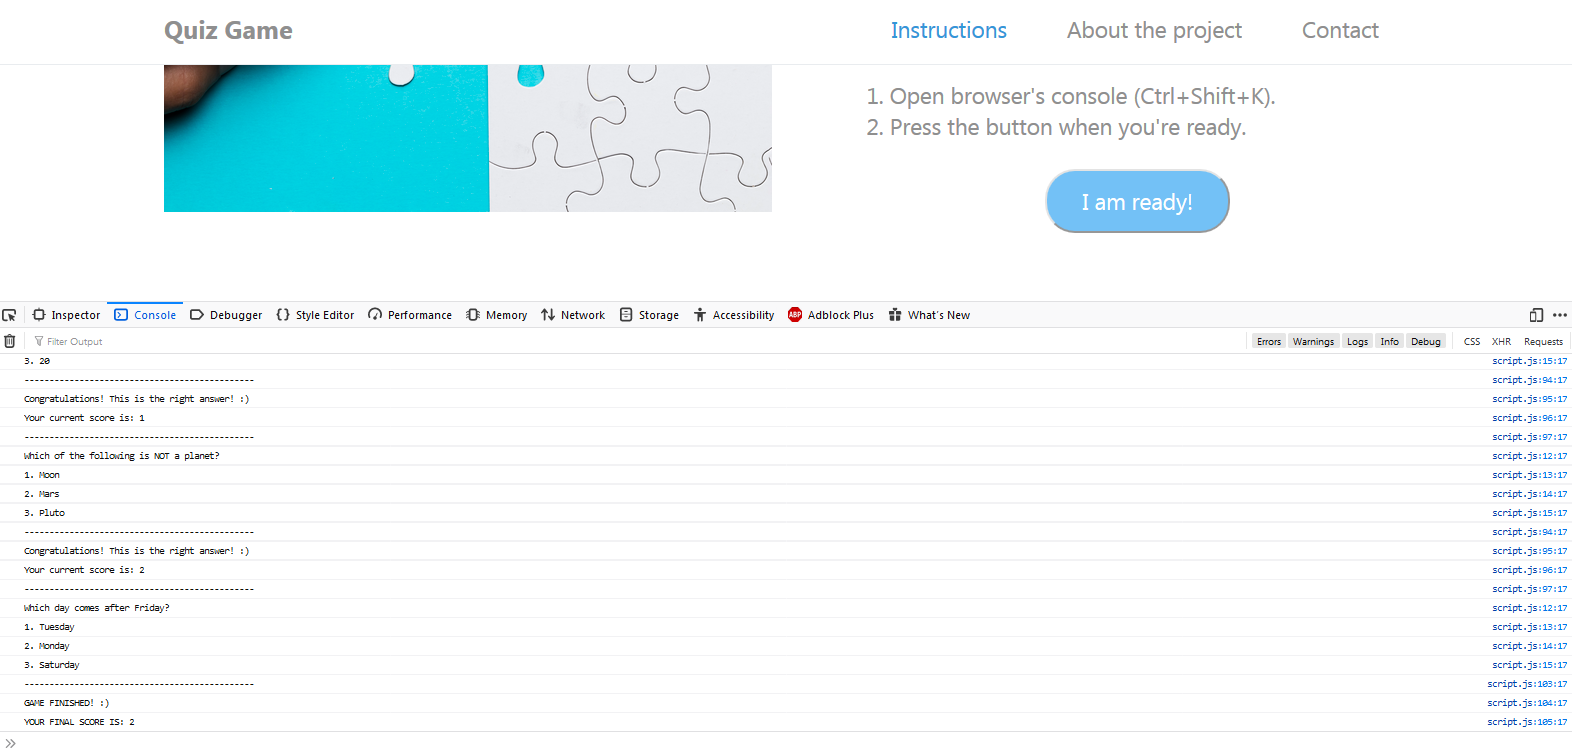 Quiz Game Instructions About the project Contact
1. Open browser's console (Ctrl+Shift+K).
2. Press the button when you're ready.
I am ready!
Inspector Console Debugger Style Editor Performance Memory Network Storage Accessibility ABP Adblock Plus What's New
Filter Output Errors Warnings Logs Info Debug CSS XHR Requests
3. 20 script.js:15:17
---------------------------------------------- script.js:94:17
Congratulations! This is the right answer! :) script.js:95:17
Your current score is: 1 script.js:96:17
---------------------------------------------- script.js:97:17
Which of the following is NOT a planet? script.js:12:17
1. Moon script.js:13:17
2. Mars script.js:14:17
3. Pluto script.js:15:17
---------------------------------------------- script.js:94:17
Congratulations! This is the right answer! :) script.js:95:17
Your current score is: 2 script.js:96:17
---------------------------------------------- script.js:97:17
Which day comes after Friday? script.js:12:17
1. Tuesday script.js:13:17
2. Monday script.js:14:17
3. Saturday script.js:15:17
---------------------------------------------- script.js:103:17
GAME FINISHED! :) script.js:104:17
YOUR FINAL SCORE IS: 2 script.js:105:17